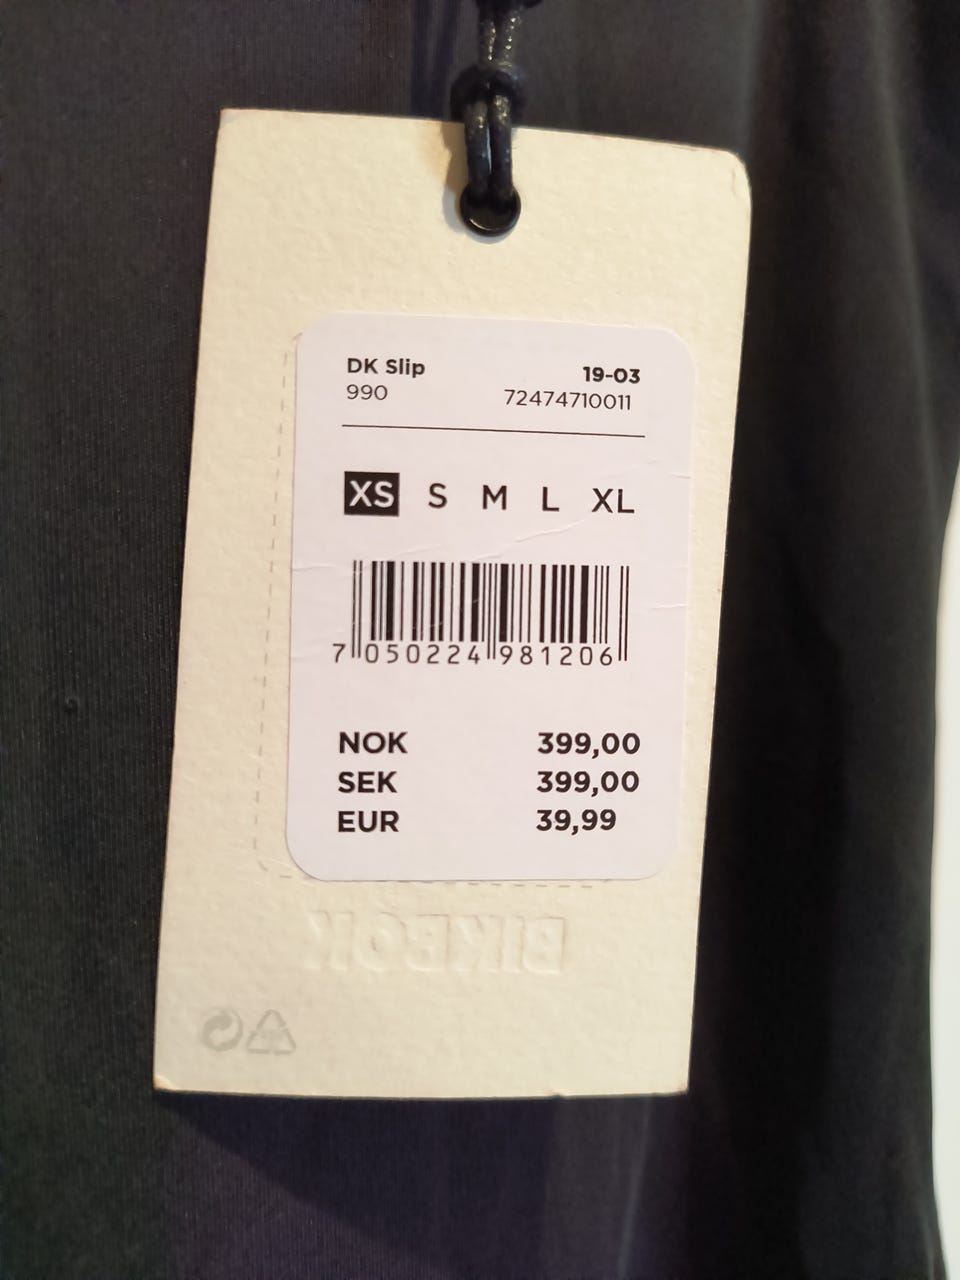 DK Slip 19-03
990 72474710011
XS S M L XL
7 050224 981206
NOK 399,00
SEK 399,00
EUR 39,99
BIKBOK